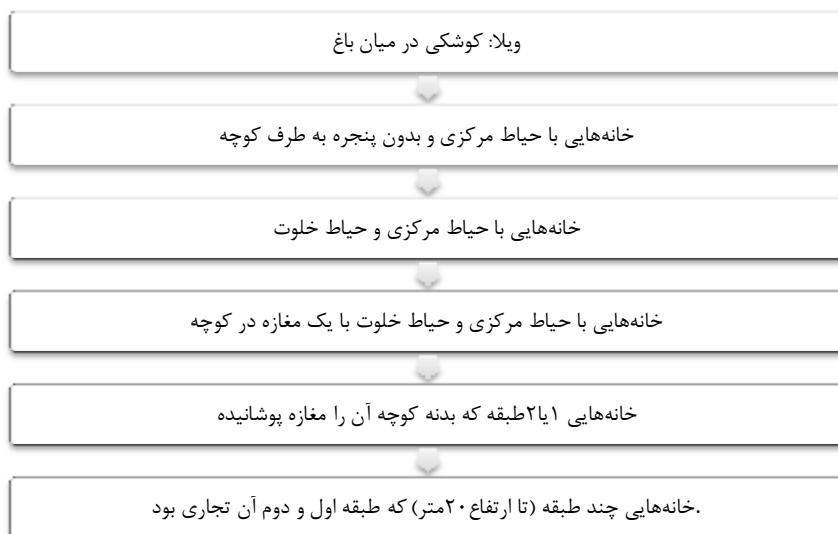 ویلا: کوشکی در میان باغ
خانه‌هایی با حیاط مرکزی و بدون پنجره به طرف کوچه
خانه‌هایی با حیاط مرکزی و حیاط خلوت
خانه‌هایی با حیاط مرکزی و حیاط خلوت با یک مغازه در کوچه
خانه‌هایی ۱یا۲طبقه که بدنه کوچه آن را مغازه پوشانیده
خانه‌هایی چند طبقه (تا ارتفاع۲۰متر) که طبقه اول و دوم آن تجاری بود.